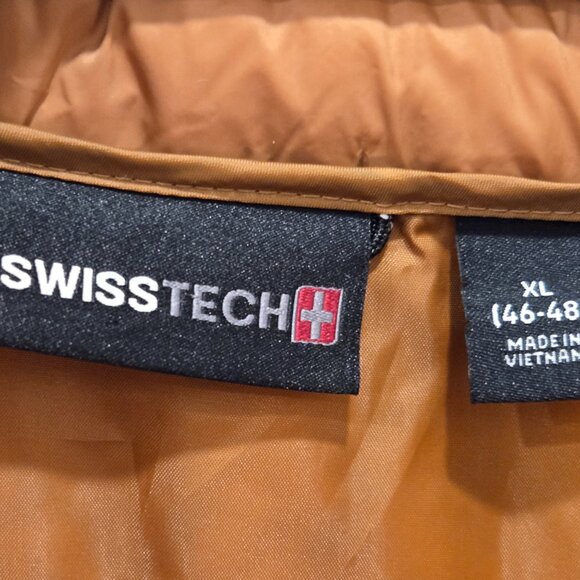 SWISSTECH
XL
(46-48
MADE IN
VIETNAM